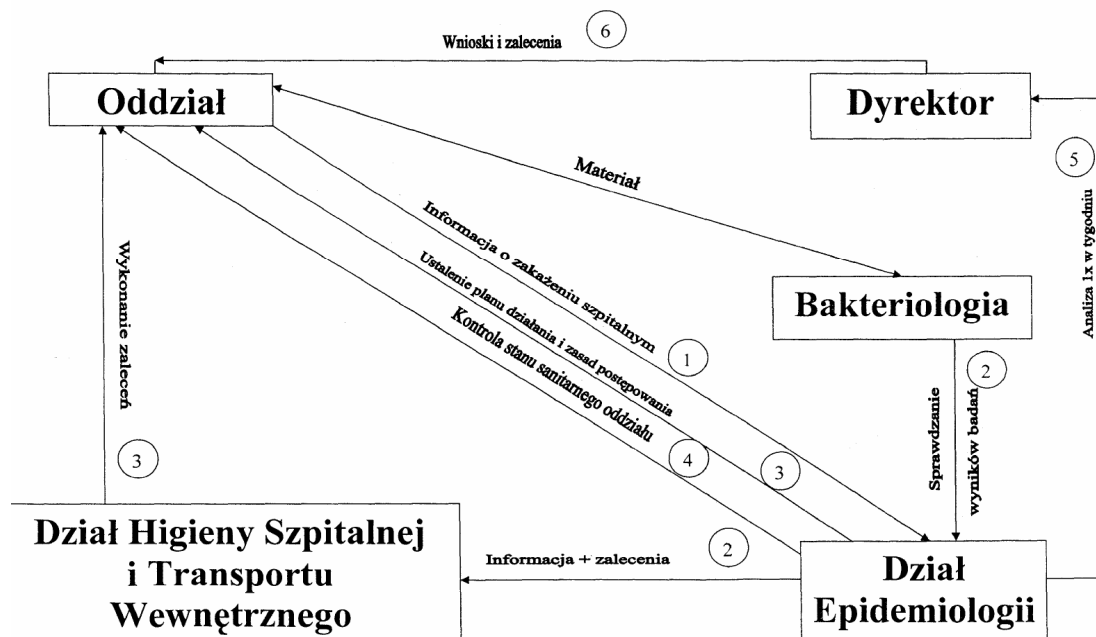 6
Wnioski i zalecenia
Oddział
Dyrektor
5
Materiał
Analiza 1x w tygodniu
Informacja o zakażeniu szpitalnym
Ustalenie planu działania i zasad postępowania
Kontrola stanu sanitarnego oddziału
Wykonanie zaleceń
Bakteriologia
1
2
Sprawdzanie
wyników badań
3
4
3
2
Informacja + zalecenia
Dział Higieny Szpitalnej
i Transportu
Wewnętrznego
Dział
Epidemiologii